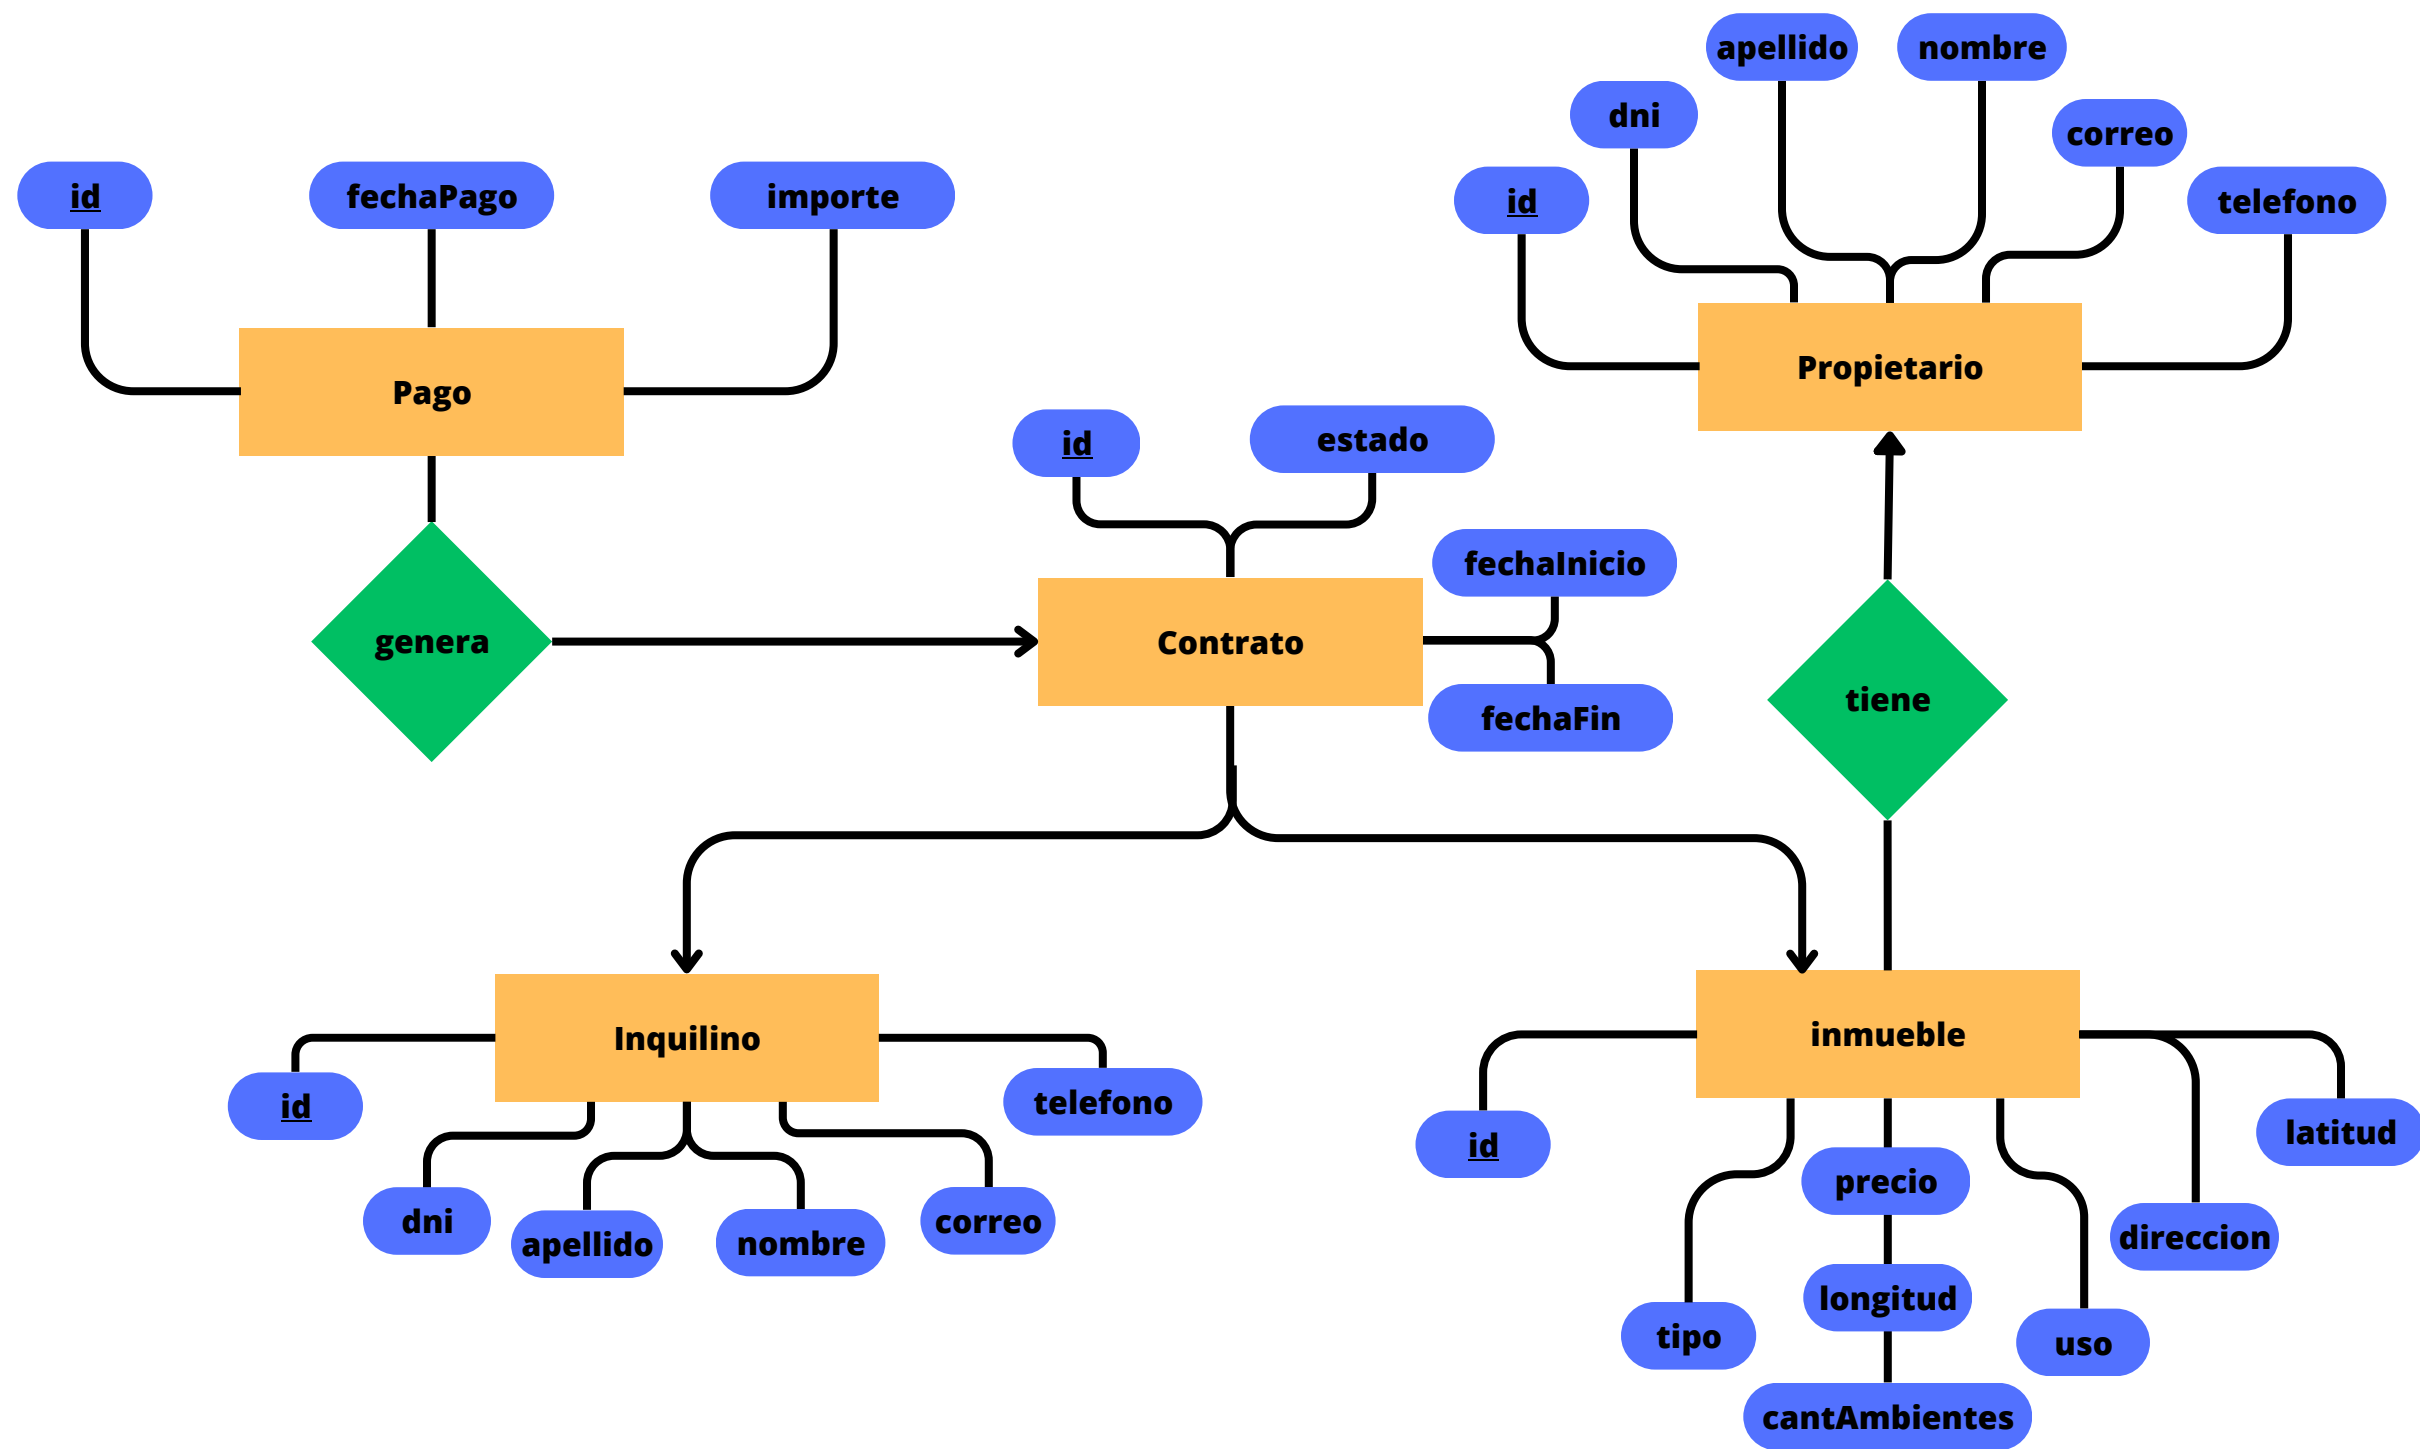 apellido
nombre
dni
correo
id
fechaPago
importe
id
telefono
Pago
Propietario
id
estado
fechaInicio
genera
Contrato
tiene
fechaFin
Inquilino
inmueble
id
telefono
id
latitud
dni
apellido
nombre
correo
precio
direccion
longitud
tipo
uso
cantAmbientes